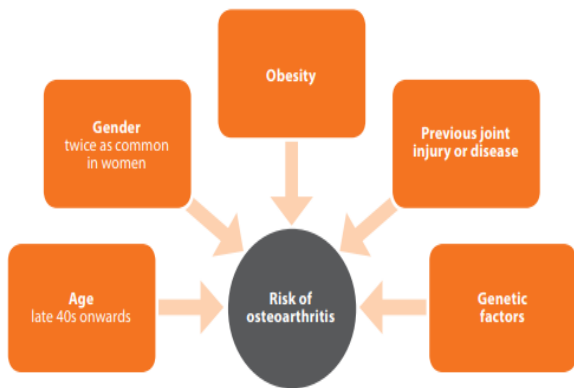 Obesity
Gender
twice as common
in women
Previous joint
injury or disease
Age
late 40s onwards
Risk of
osteoarthritis
Genetic
factors